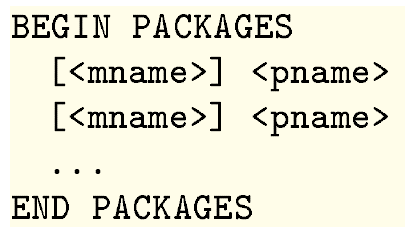 BEGIN PACKAGES
[<mname>] <pname>
[<mname>] <pname>
...
END PACKAGES